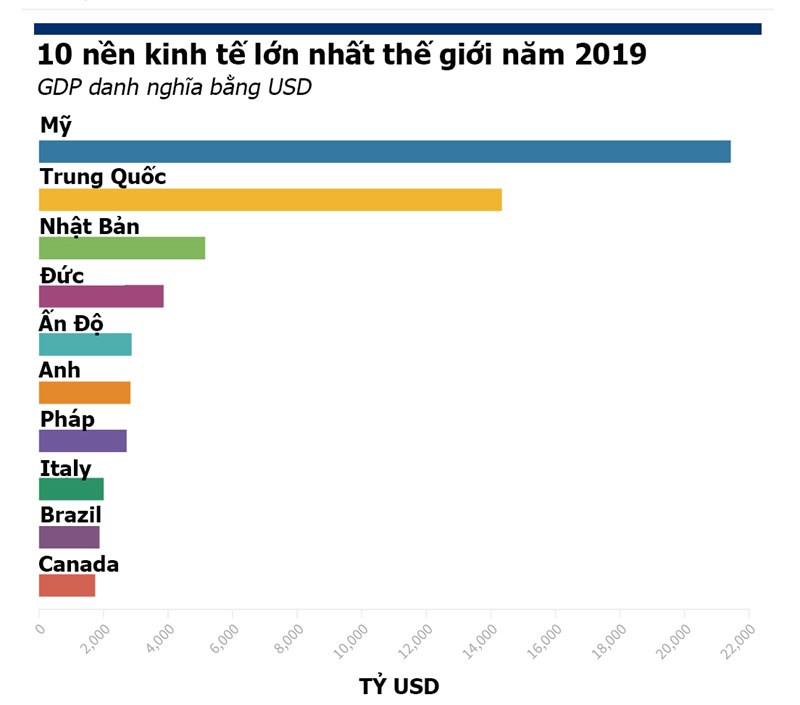 10 nền kinh tế lớn nhất thế giới năm 2019
GDP danh nghĩa bằng USD
Mỹ
Trung Quốc
Nhật Bản
Đức
Ấn Độ
Anh
Pháp
Italy
Brazil
Canada
0 2,000 4,000 6,000 8,000 10,000 12,000 14,000 16,000 18,000 20,000 22,000
TỶ USD